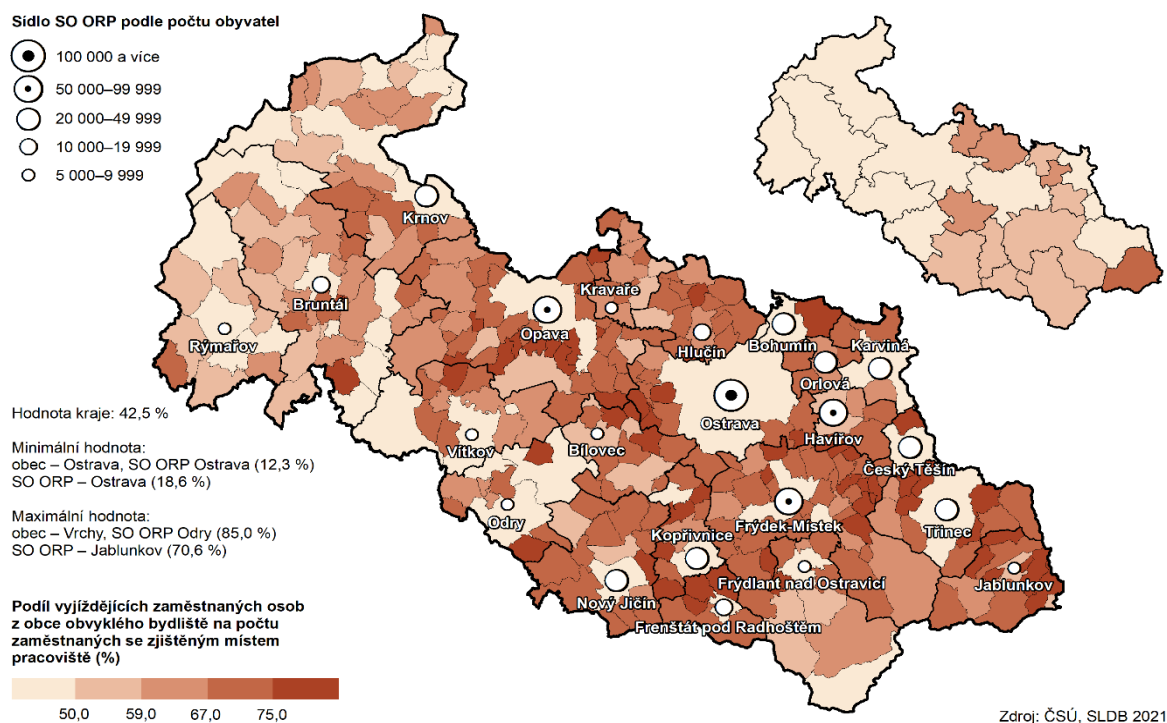 Sídlo SO ORP podle počtu obyvatel
100 000 a více
50 000–99 999
20 000–49 999
10 000–19 999
5 000–9 999
Krnov
Bruntál
Rýmařov
Opava
Kravaře
Hlučín
Bohumín
Karviná
Orlová
Ostrava
Havířov
Český Těšín
Vítkov
Bílovec
Odry
Frýdek-Místek
Třinec
Kopřivnice
Nový Jičín
Frýdlant nad Ostravicí
Jablunkov
Frenštát pod Radhoštěm
Hodnota kraje: 42,5 %
Minimální hodnota:
obec – Ostrava, SO ORP Ostrava (12,3 %)
SO ORP – Ostrava (18,6 %)
Maximální hodnota:
obec – Vrchy, SO ORP Odry (85,0 %)
SO ORP – Jablunkov (70,6 %)
Podíl vyjíždějících zaměstnaných osob
z obce obvyklého bydliště na počtu
zaměstnaných se zjištěným místem
pracoviště (%)
50,0 59,0 67,0 75,0
Zdroj: ČSÚ, SLDB 2021